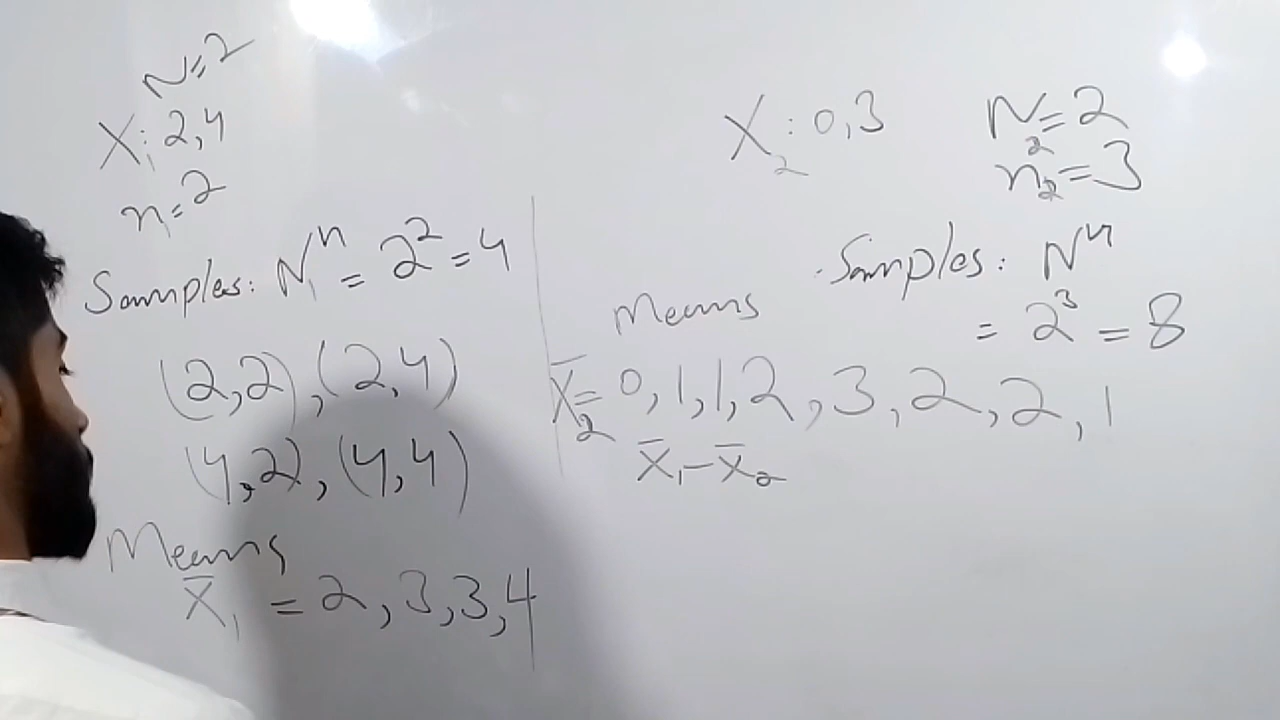 N=2
X₁: 2,4
n₁=2
Samples: N₁ⁿ = 2² = 4
(2,2), (2,4)
(4,2), (4,4)
Means
X̄₁ = 2, 3, 3, 4
X₂: 0,3
N₂=2
n₂=3
Samples: Nⁿ
= 2³ = 8
Means
X̄₂= 0, 1, 1, 2, 3, 2, 2, 1
X̄₁-X̄₂